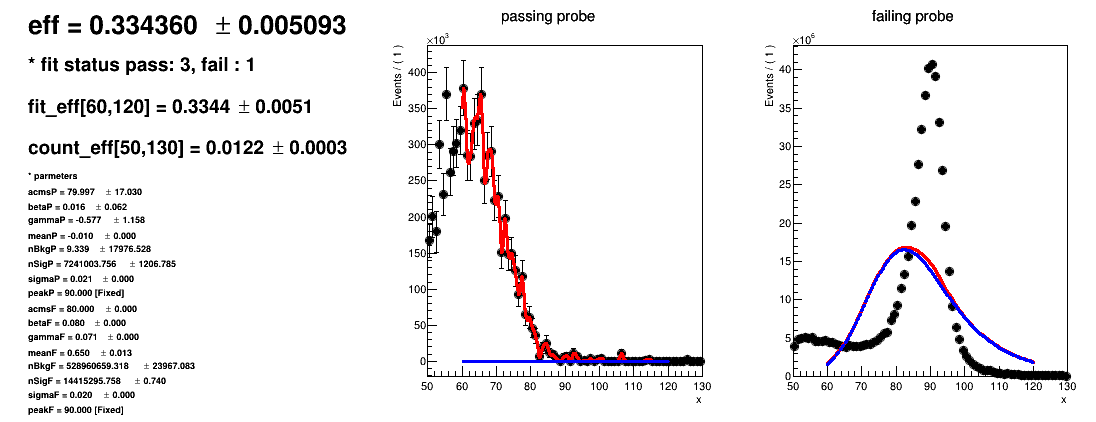 eff = 0.334360 ± 0.005093
* fit status pass: 3, fail : 1
fit_eff[60,120] = 0.3344 ± 0.0051
count_eff[50,130] = 0.0122 ± 0.0003
* parmeters
acmsP = 79.997 ± 17.030
betaP = 0.016 ± 0.062
gammaP = -0.577 ± 1.158
meanP = -0.010 ± 0.000
nBkgP = 9.339 ± 17976.528
nSigP = 7241003.756 ± 1206.785
sigmaP = 0.021 ± 0.000
peakP = 90.000 [Fixed]
acmsF = 80.000 ± 0.000
betaF = 0.080 ± 0.000
gammaF = 0.071 ± 0.000
meanF = 0.650 ± 0.013
nBkgF = 528960659.318 ± 23967.083
nSigF = 14415295.758 ± 0.740
sigmaF = 0.020 ± 0.000
peakF = 90.000 [Fixed]
passing probe
×10³
Events / ( 1 )
400
350
300
250
200
150
100
50
0
50 60 70 80 90 100 110 120 130
x
failing probe
×10⁶
Events / ( 1 )
40
35
30
25
20
15
10
5
0
50 60 70 80 90 100 110 120 130
x